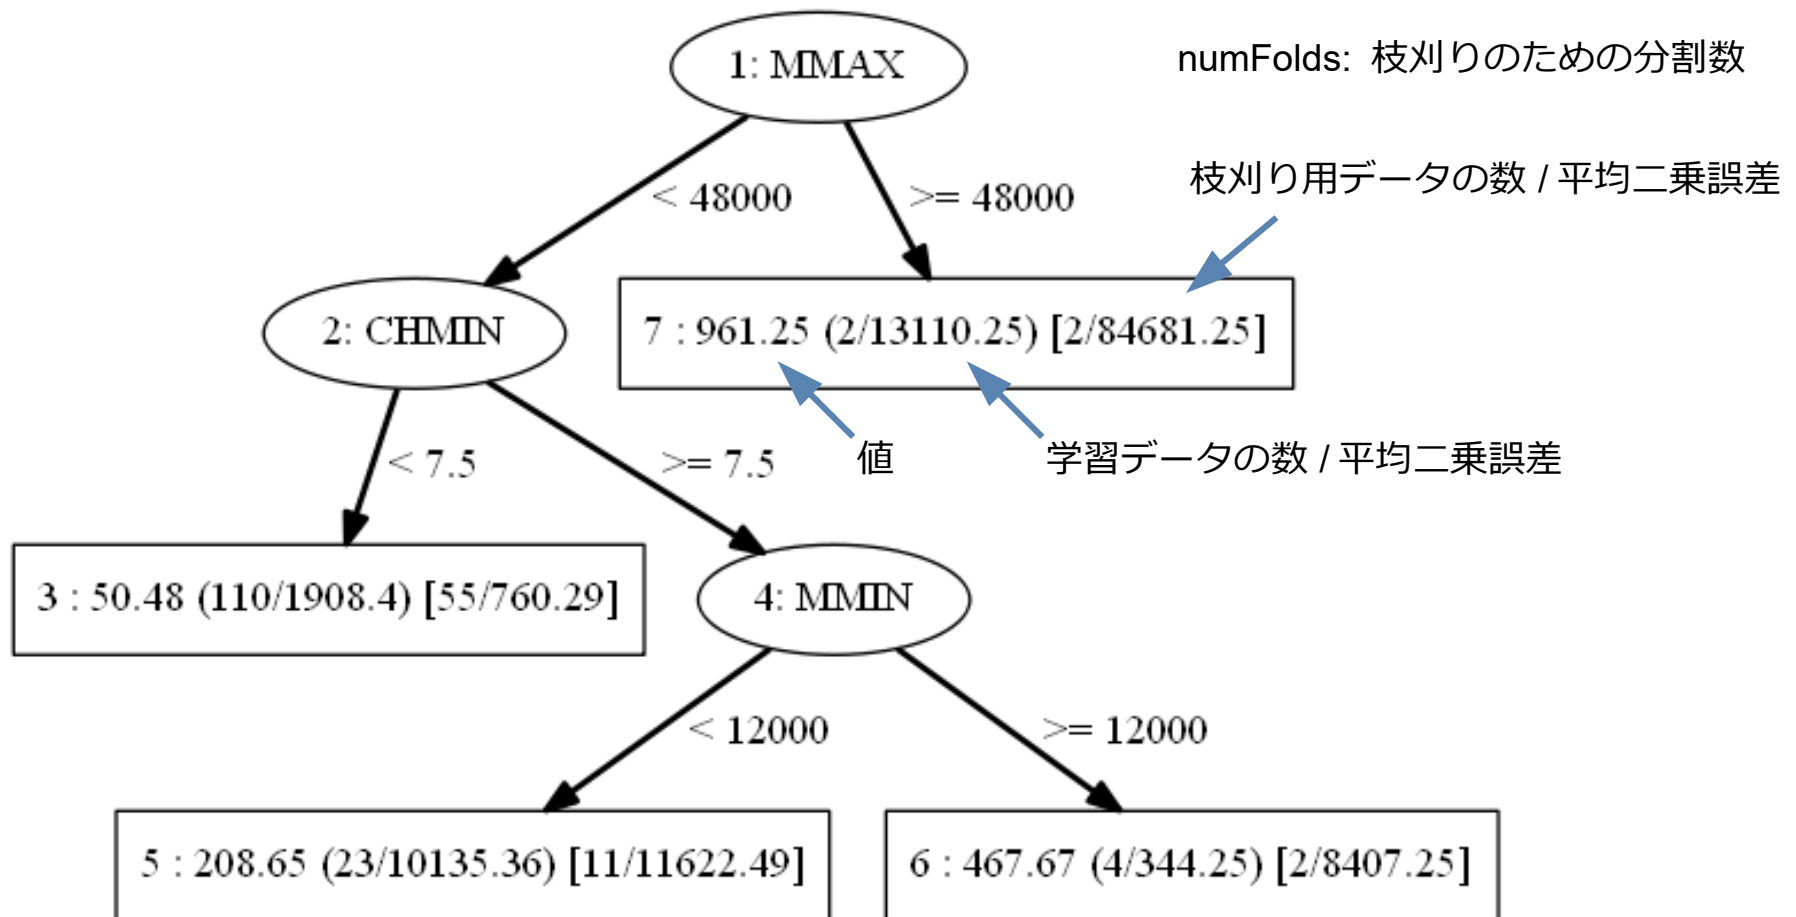 1: MMAX
numFolds: 枝刈りのための分割数
枝刈り用データの数 / 平均二乗誤差
< 48000
>= 48000
2: CHMIN
7 : 961.25 (2/13110.25) [2/84681.25]
値
学習データの数 / 平均二乗誤差
< 7.5
>= 7.5
3 : 50.48 (110/1908.4) [55/760.29]
4: MMIN
< 12000
>= 12000
5 : 208.65 (23/10135.36) [11/11622.49]
6 : 467.67 (4/344.25) [2/8407.25]